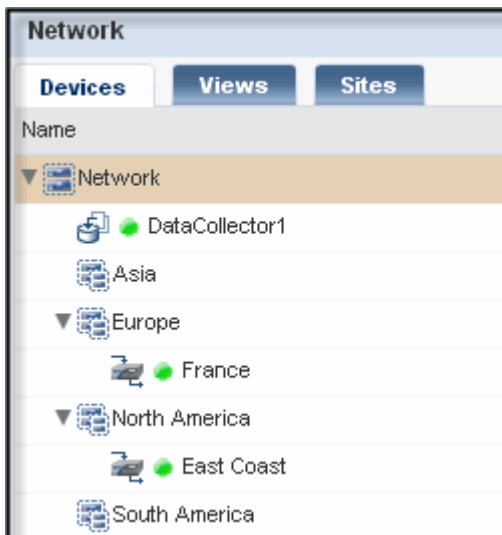 Network
Devices Views Sites
Name
Network
DataCollector1
Asia
Europe
France
North America
East Coast
South America